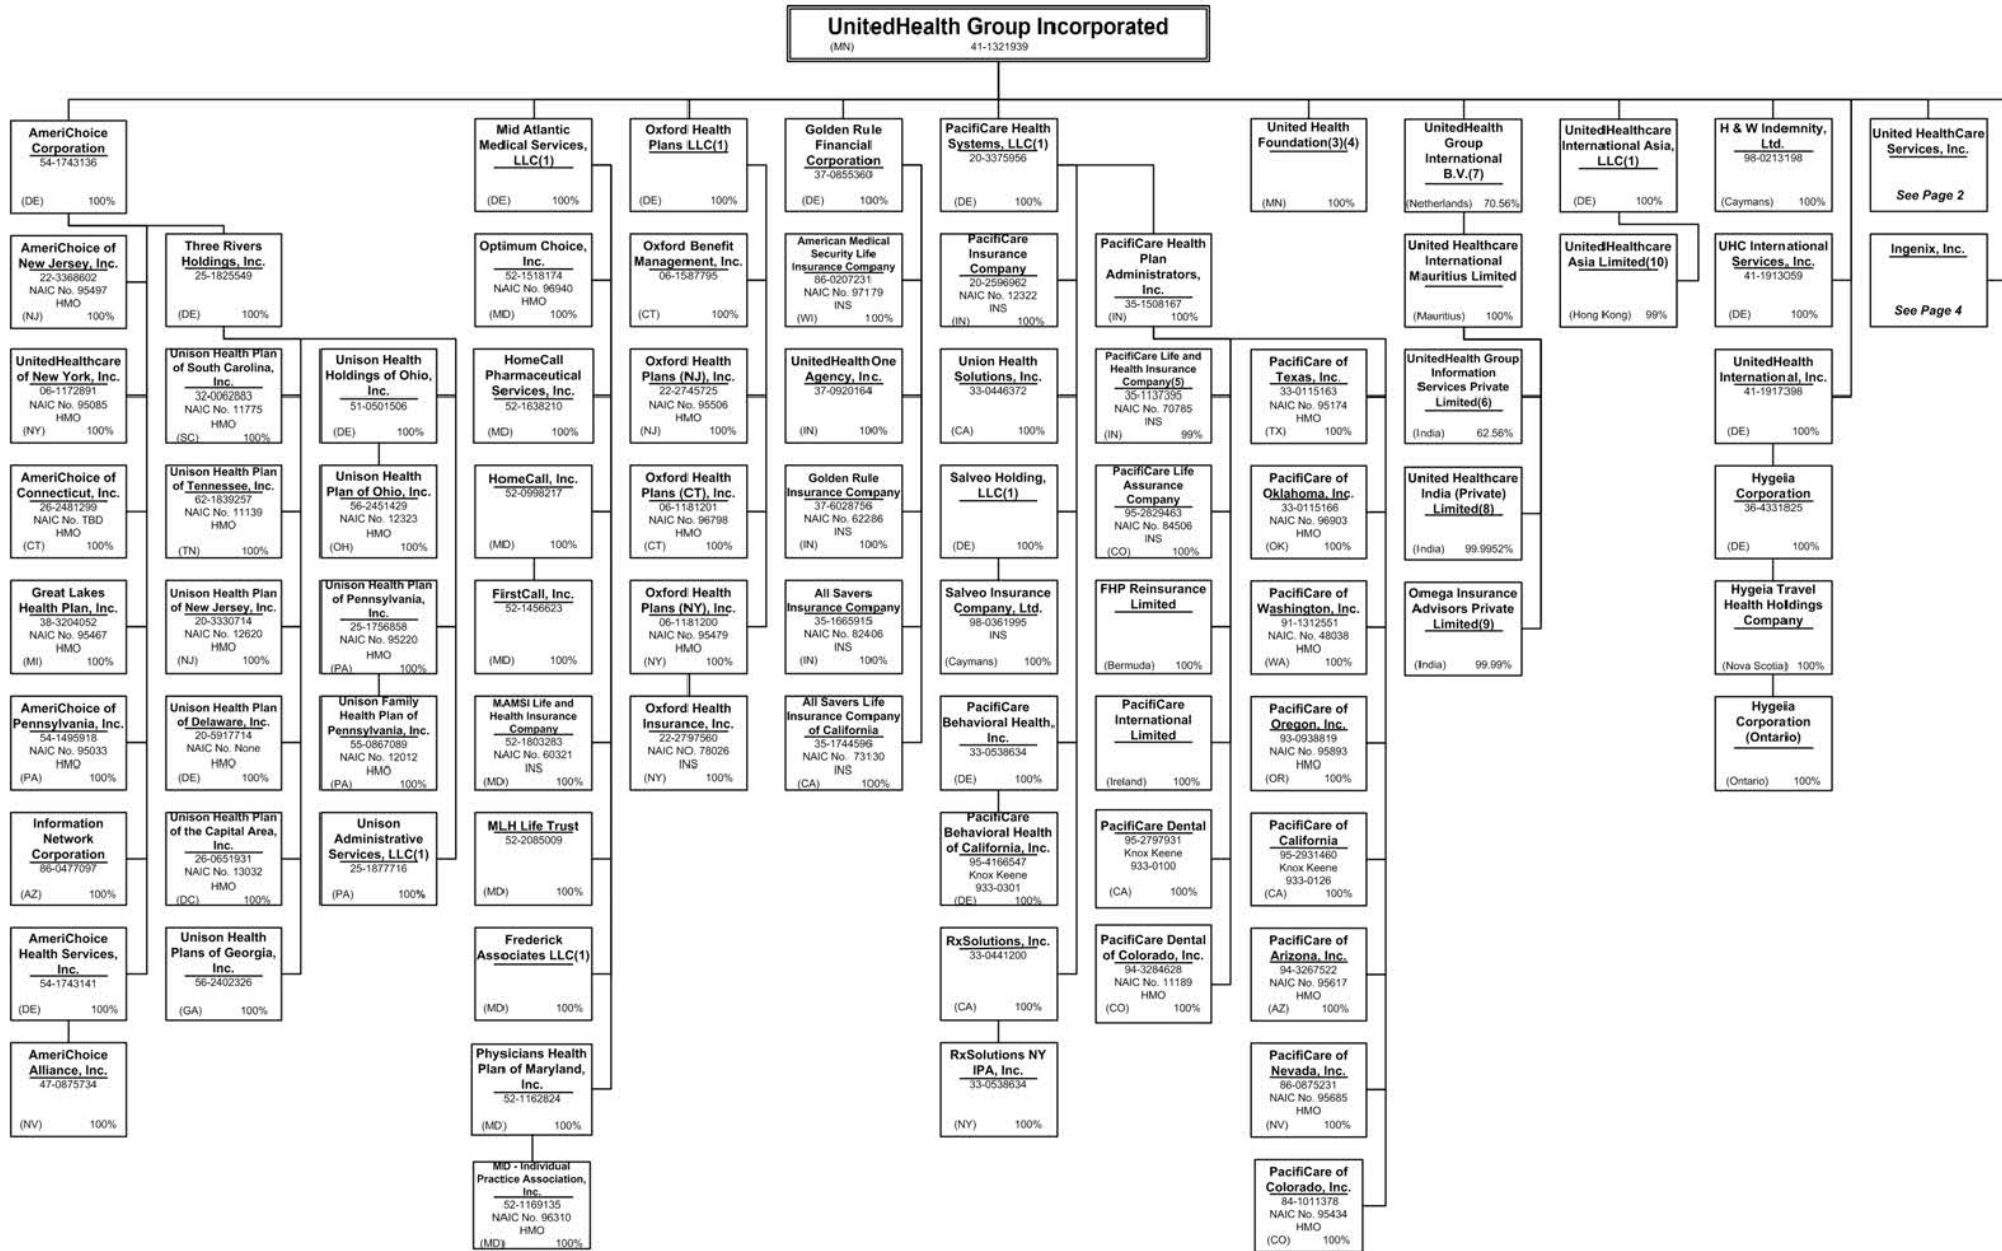 UnitedHealth Group Incorporated
(MN) 41-1321939
AmeriChoice
Corporation
54-1743136
(DE) 100%
Mid Atlantic
Medical Services,
LLC(1)
(DE) 100%
Oxford Health
Plans LLC(1)
(DE) 100%
Golden Rule
Financial
Corporation
37-0855360
(DE) 100%
PacifiCare Health
Systems, LLC(1)
20-3375956
(DE) 100%
United Health
Foundation(3)(4)
(MN) 100%
UnitedHealth
Group
International
B.V.(7)
(Netherlands) 70.56%
UnitedHealthcare
International Asia,
LLC(1)
(DE) 100%
H & W Indemnity,
Ltd.
98-0213198
(Caymans) 100%
United HealthCare
Services, Inc.
See Page 2
AmeriChoice of
New Jersey, Inc.
22-3368602
NAIC No. 95497
HMO
(NJ) 100%
Three Rivers
Holdings, Inc.
25-1825549
(DE) 100%
Optimum Choice,
Inc.
52-1518174
NAIC No. 96940
HMO
(MD) 100%
Oxford Benefit
Management, Inc.
06-1587795
(CT) 100%
American Medical
Security Life
Insurance Company
86-0207231
NAIC No. 97179
INS
(WI) 100%
PacifiCare
Insurance
Company
20-2596962
NAIC No. 12322
INS
(IN) 100%
PacifiCare Health
Plan
Administrators,
Inc.
35-1508167
(IN) 100%
United Healthcare
International
Mauritius Limited
(Mauritius) 100%
UnitedHealthcare
Asia Limited(10)
(Hong Kong) 99%
UHC International
Services, Inc.
41-1913059
(DE) 100%
Ingenix, Inc.
See Page 4
UnitedHealthcare
of New York, Inc.
06-1172891
NAIC No. 95085
HMO
(NY) 100%
Unison Health Plan
of South Carolina,
Inc.
32-0062883
NAIC No. 11775
HMO
(SC) 100%
Unison Health
Holdings of Ohio,
Inc.
51-0501506
(DE) 100%
HomeCall
Pharmaceutical
Services, Inc.
52-1638210
(MD) 100%
Oxford Health
Plans (NJ), Inc.
22-2745725
NAIC No. 95506
HMO
(NJ) 100%
UnitedHealthOne
Agency, Inc.
37-0920164
(IN) 100%
Union Health
Solutions, Inc.
33-0446372
(CA) 100%
PacifiCare Life and
Health Insurance
Company(5)
35-1137395
NAIC No. 70785
INS
(IN) 99%
PacifiCare of
Texas, Inc.
33-0115163
NAIC No. 95174
HMO
(TX) 100%
UnitedHealth Group
Information
Services Private
Limited(6)
(India) 62.56%
UnitedHealth
International, Inc.
41-1917398
(DE) 100%
AmeriChoice of
Connecticut, Inc.
26-2481299
NAIC No. TBD
HMO
(CT) 100%
Unison Health Plan
of Tennessee, Inc.
62-1839257
NAIC No. 11139
HMO
(TN) 100%
Unison Health
Plan of Ohio, Inc.
56-2451429
NAIC No. 12323
HMO
(OH) 100%
HomeCall, Inc.
52-0998217
(MD) 100%
Oxford Health
Plans (CT), Inc.
06-1181201
NAIC No. 96798
HMO
(CT) 100%
Golden Rule
Insurance Company
37-6028756
NAIC No. 62286
INS
(IN) 100%
Salveo Holding,
LLC(1)
(DE) 100%
PacifiCare Life
Assurance
Company
95-2829463
NAIC No. 84506
INS
(CO) 100%
PacifiCare of
Oklahoma, Inc.
33-0115166
NAIC No. 96903
HMO
(OK) 100%
United Healthcare
India (Private)
Limited(8)
(India) 99.9952%
Hygeia
Corporation
36-4331825
(DE) 100%
Great Lakes
Health Plan, Inc.
38-3204052
NAIC No. 95467
HMO
(MI) 100%
Unison Health Plan
of New Jersey, Inc.
20-3330714
NAIC No. 12620
HMO
(NJ) 100%
Unison Health Plan
of Pennsylvania,
Inc.
25-1756858
NAIC No. 95220
HMO
(PA) 100%
FirstCall, Inc.
52-1456623
(MD) 100%
Oxford Health
Plans (NY), Inc.
06-1181200
NAIC No. 95479
HMO
(NY) 100%
All Savers
Insurance Company
35-1665915
NAIC No. 82406
INS
(IN) 100%
Salveo Insurance
Company, Ltd.
98-0361995
INS
(Caymans) 100%
FHP Reinsurance
Limited
(Bermuda) 100%
PacifiCare of
Washington, Inc.
91-1312551
NAIC. No. 48038
HMO
(WA) 100%
Omega Insurance
Advisors Private
Limited(9)
(India) 99.99%
Hygeia Travel
Health Holdings
Company
(Nova Scotia) 100%
AmeriChoice of
Pennsylvania, Inc.
54-1495918
NAIC No. 95033
HMO
(PA) 100%
Unison Health Plan
of Delaware, Inc.
20-5917714
NAIC No. None
HMO
(DE) 100%
Unison Family
Health Plan of
Pennsylvania, Inc.
55-0867089
NAIC No. 12012
HMO
(PA) 100%
MAMSI Life and
Health Insurance
Company
52-1803283
NAIC No. 60321
INS
(MD) 100%
Oxford Health
Insurance, Inc.
22-2797560
NAIC NO. 78026
INS
(NY) 100%
All Savers Life
Insurance Company
of California
35-1744596
NAIC No. 73130
INS
(CA) 100%
PacifiCare
Behavioral Health,
Inc.
33-0538634
(DE) 100%
PacifiCare
International
Limited
(Ireland) 100%
PacifiCare of
Oregon, Inc.
93-0938819
NAIC No. 95893
HMO
(OR) 100%
Hygeia
Corporation
(Ontario)
(Ontario) 100%
Information
Network
Corporation
86-0477097
(AZ) 100%
Unison Health Plan
of the Capital Area,
Inc.
26-0651931
NAIC No. 13032
HMO
(DC) 100%
Unison
Administrative
Services, LLC(1)
25-1877716
(PA) 100%
MLH Life Trust
52-2085009
(MD) 100%
PacifiCare
Behavioral Health
of California, Inc.
95-4166547
Knox Keene
933-0301
(DE) 100%
PacifiCare Dental
95-2797931
Knox Keene
933-0100
(CA) 100%
PacifiCare of
California
95-2931460
Knox Keene
933-0126
(CA) 100%
AmeriChoice
Health Services,
Inc.
54-1743141
(DE) 100%
Unison Health
Plans of Georgia,
Inc.
56-2402326
(GA) 100%
Frederick
Associates LLC(1)
(MD) 100%
RxSolutions, Inc.
33-0441200
(CA) 100%
PacifiCare Dental
of Colorado, Inc.
94-3284628
NAIC No. 11189
HMO
(CO) 100%
PacifiCare of
Arizona, Inc.
94-3267522
NAIC No. 95617
HMO
(AZ) 100%
AmeriChoice
Alliance, Inc.
47-0875734
(NV) 100%
Physicians Health
Plan of Maryland,
Inc.
52-1162824
(MD) 100%
RxSolutions NY
IPA, Inc.
33-0538634
(NY) 100%
PacifiCare of
Nevada, Inc.
86-0875231
NAIC No. 95685
HMO
(NV) 100%
MD - Individual
Practice Association,
Inc.
52-1169135
NAIC No. 96310
HMO
(MD) 100%
PacifiCare of
Colorado, Inc.
84-1011378
NAIC No. 95434
HMO
(CO) 100%